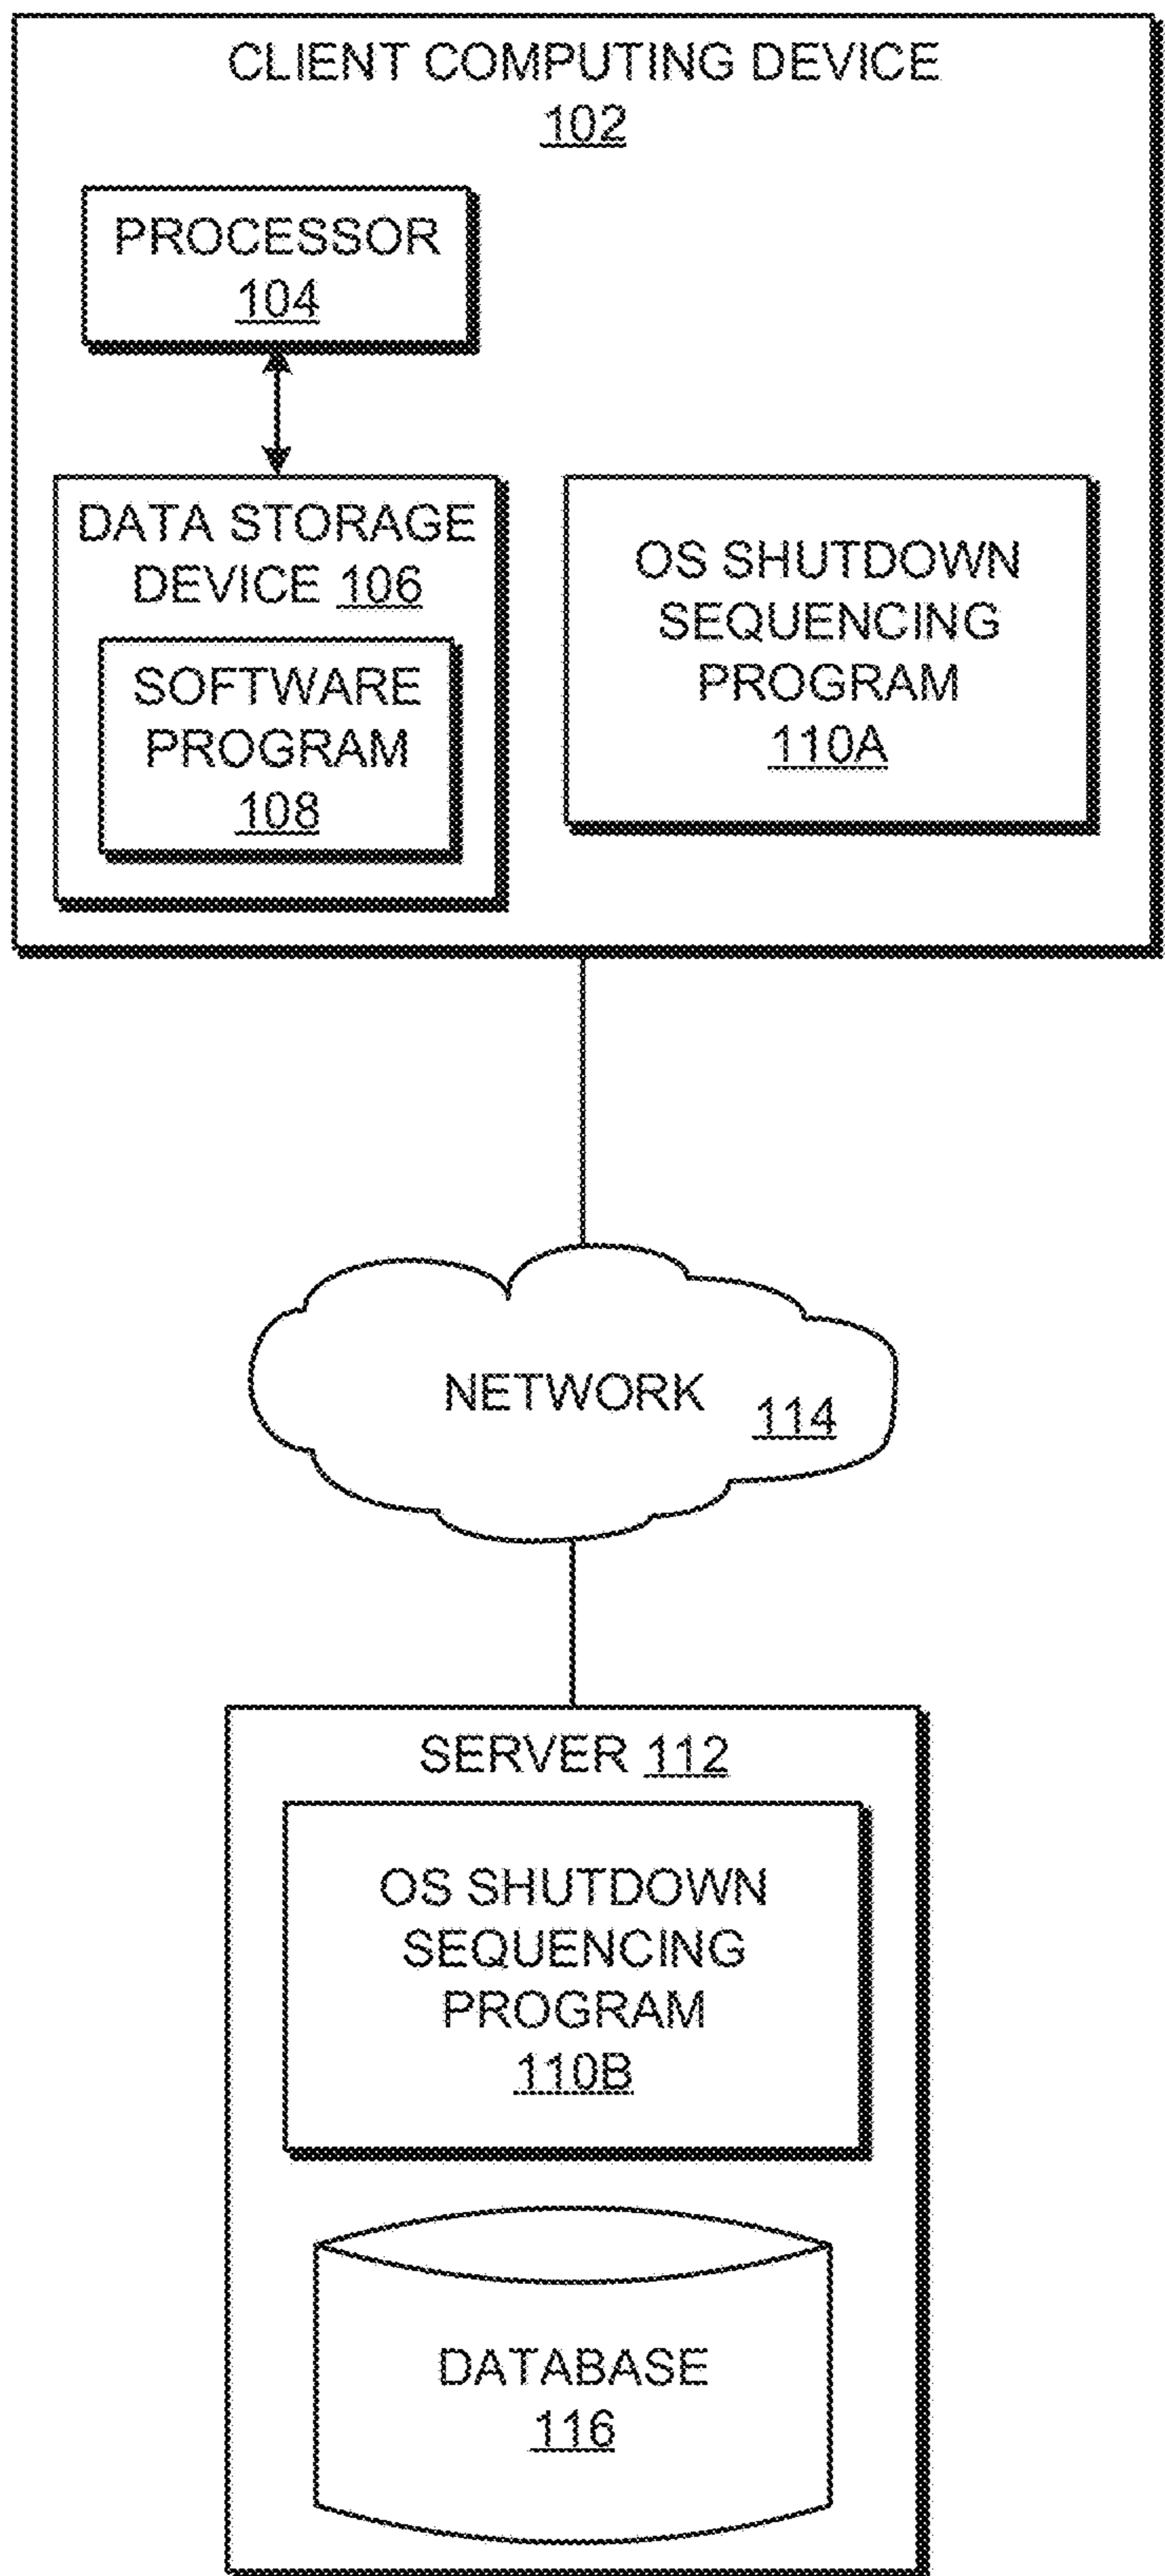 CLIENT COMPUTING DEVICE
102
PROCESSOR
104
DATA STORAGE
DEVICE 106
SOFTWARE
PROGRAM
108
OS SHUTDOWN
SEQUENCING
PROGRAM
110A
NETWORK
114
SERVER 112
OS SHUTDOWN
SEQUENCING
PROGRAM
110B
DATABASE
116